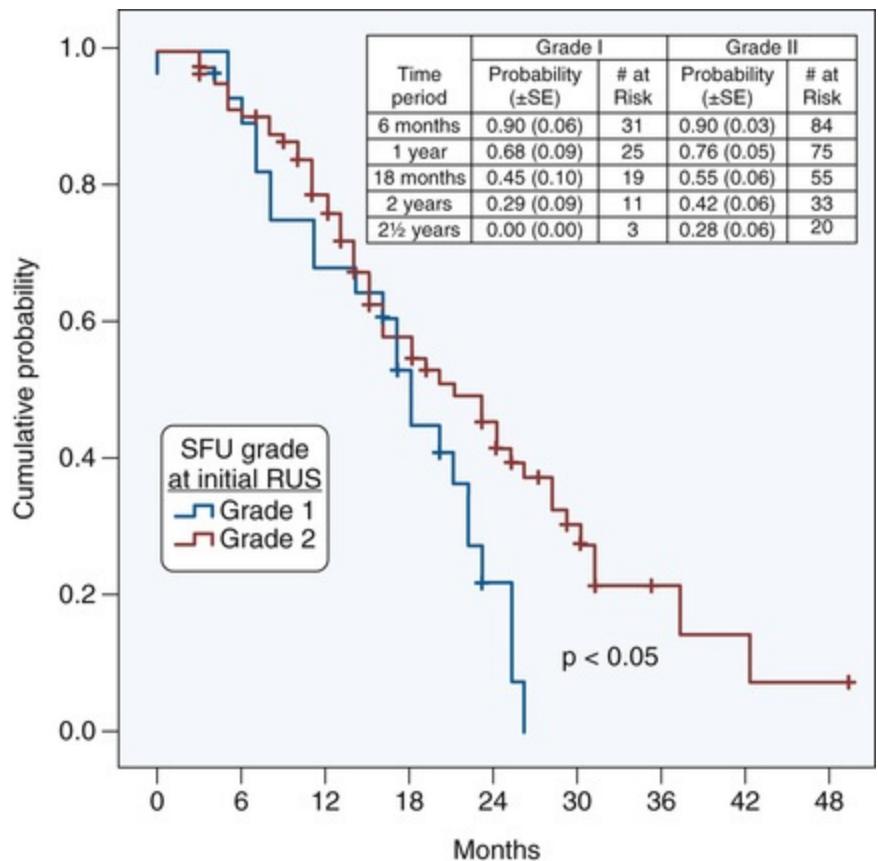 Cumulative probability
1.0
0.8
0.6
0.4
0.2
0.0
Grade I Grade II
Time period Probability (±SE) # at Risk Probability (±SE) # at Risk
6 months 0.90 (0.06) 31 0.90 (0.03) 84
1 year 0.68 (0.09) 25 0.76 (0.05) 75
18 months 0.45 (0.10) 19 0.55 (0.06) 55
2 years 0.29 (0.09) 11 0.42 (0.06) 33
2½ years 0.00 (0.00) 3 0.28 (0.06) 20
SFU grade
at initial RUS
Grade 1
Grade 2
p < 0.05
0 6 12 18 24 30 36 42 48
Months